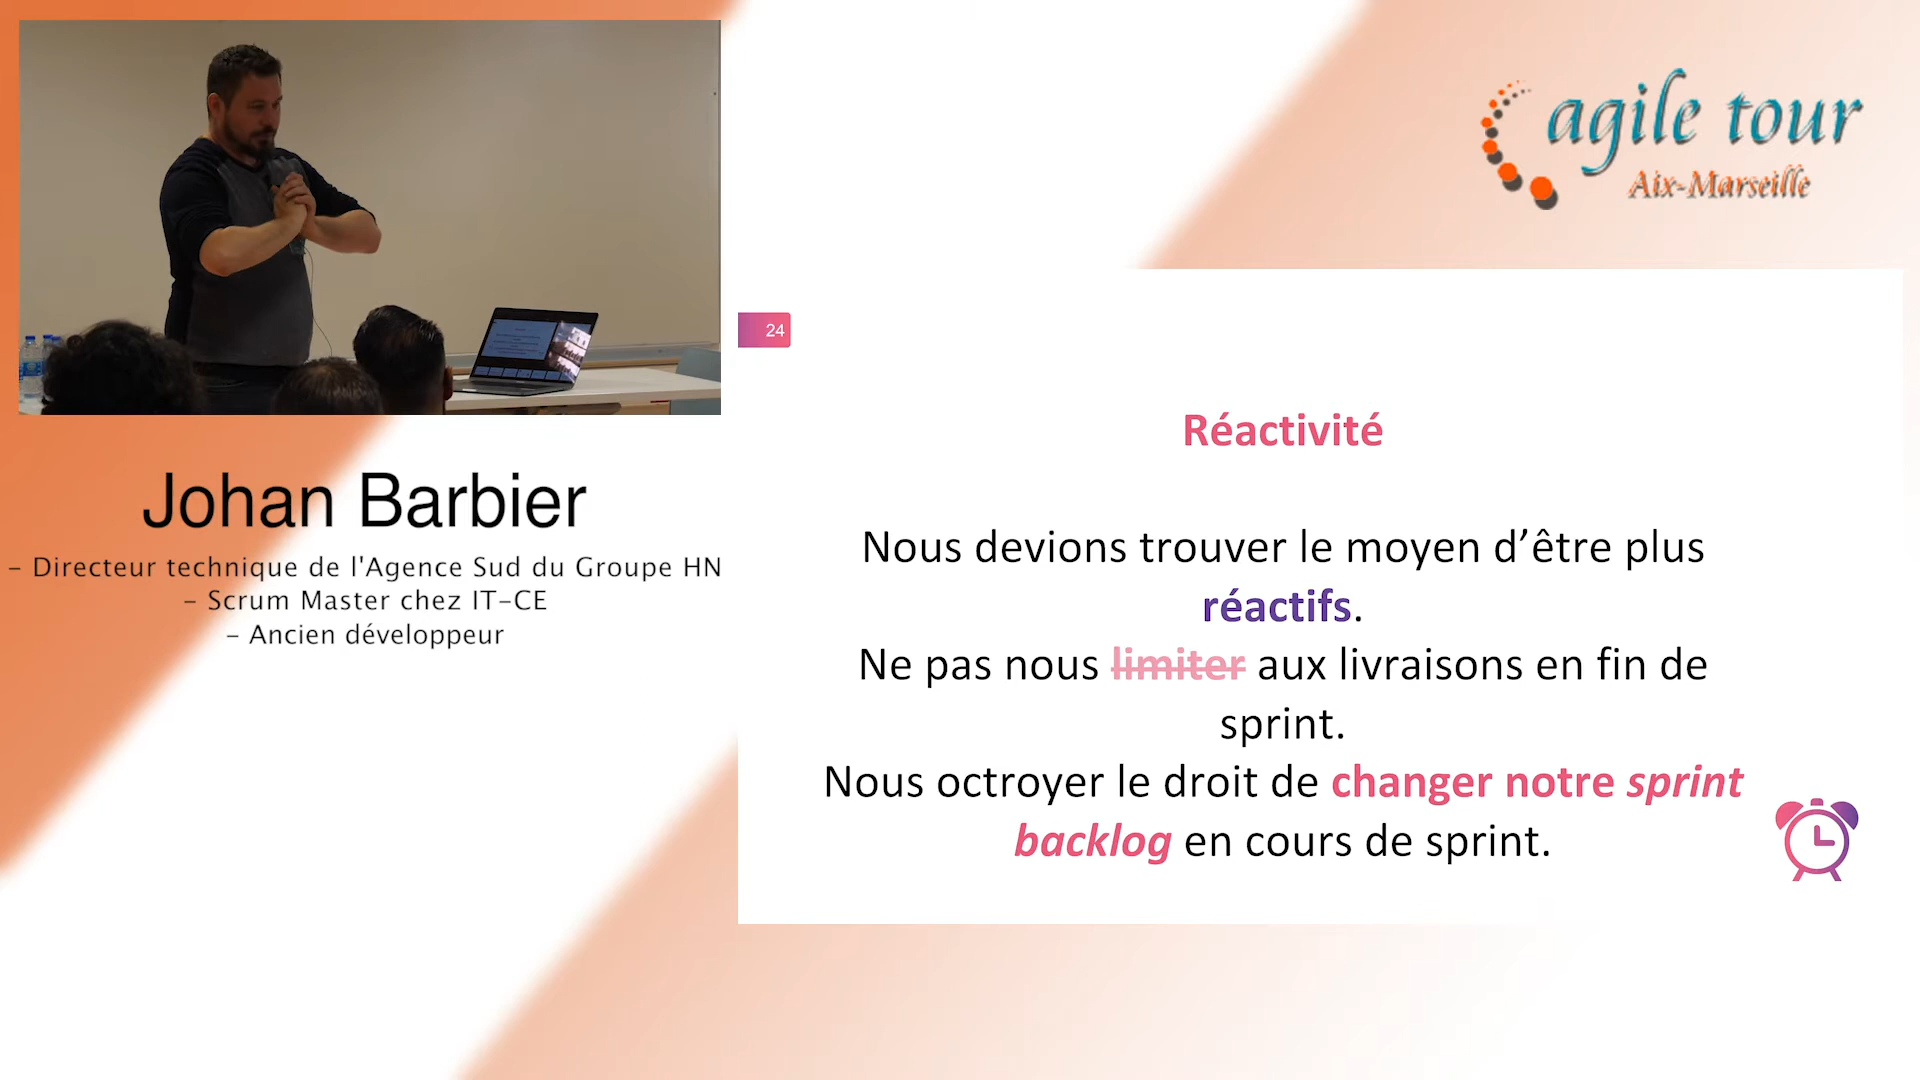 agile tour
Aix-Marseille
24
Réactivité
Nous devions trouver le moyen d’être plus
réactifs.
Ne pas nous limiter aux livraisons en fin de
sprint.
Nous octroyer le droit de changer notre sprint
backlog en cours de sprint.
Johan Barbier
– Directeur technique de l'Agence Sud du Groupe HN
– Scrum Master chez IT-CE
– Ancien développeur